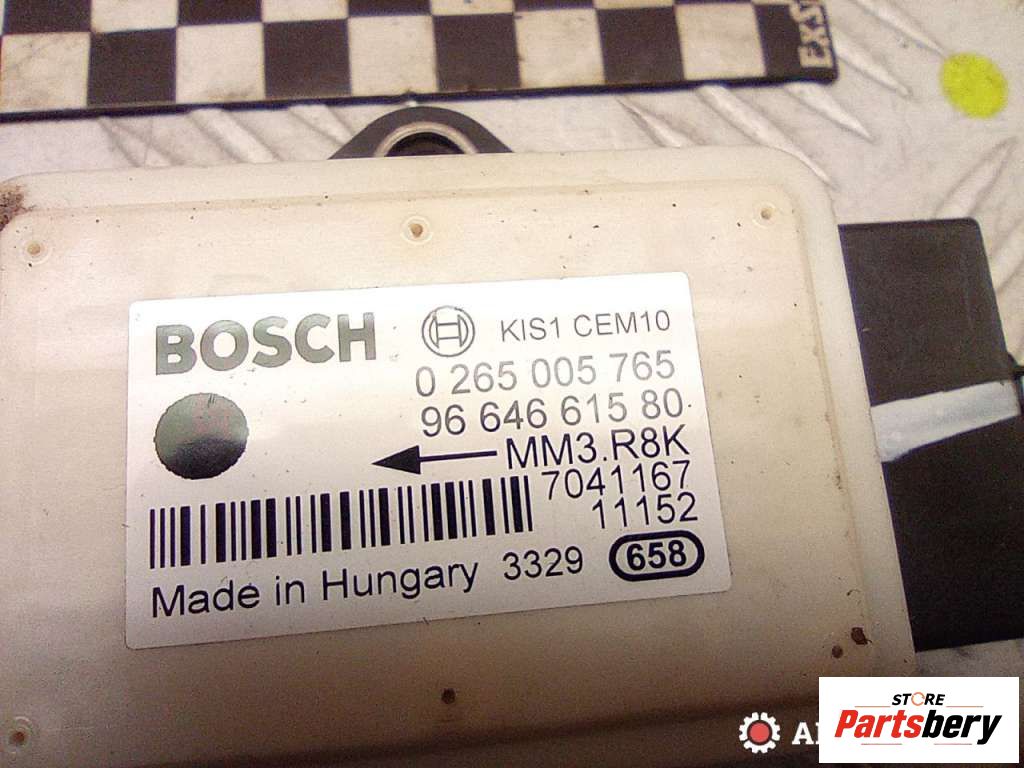 BOSCH
KIS1 CEM10
0 265 005 765
96 646 615 80
MM3.R8K
7041167
11152
Made in Hungary 3329 658
STORE
Partsbery